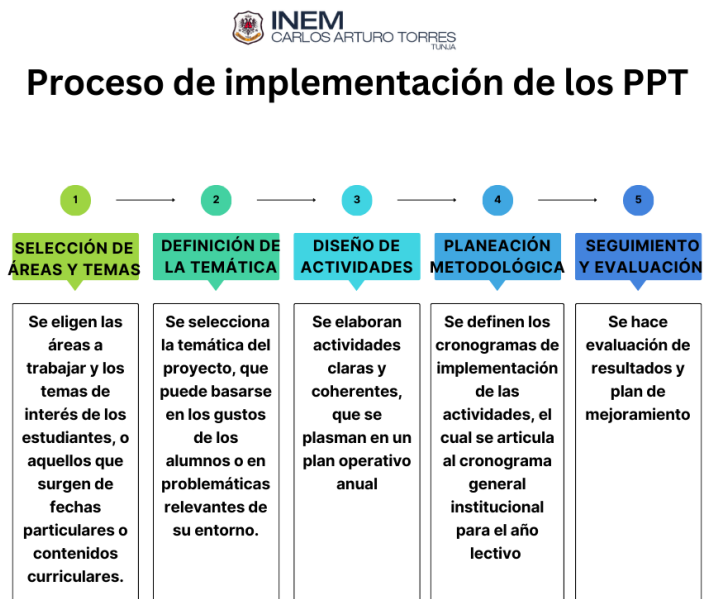 INEM
CARLOS ARTURO TORRES
TUNJA
Proceso de implementación de los PPT
1
2
3
4
5
SELECCIÓN DE
ÁREAS Y TEMAS
DEFINICIÓN DE
LA TEMÁTICA
DISEÑO DE
ACTIVIDADES
PLANEACIÓN
METODOLÓGICA
SEGUIMIENTO
Y EVALUACIÓN
Se eligen las
áreas a
trabajar y los
temas de
interés de los
estudiantes, o
aquellos que
surgen de
fechas
particulares o
contenidos
curriculares.
Se selecciona
la temática del
proyecto, que
puede basarse
en los gustos
de los
alumnos o en
problemáticas
relevantes de
su entorno.
Se elaboran
actividades
claras y
coherentes,
que se
plasman en un
plan operativo
anual
Se definen los
cronogramas de
implementación
de las
actividades, el
cual se articula
al cronograma
general
institucional
para el año
lectivo
Se hace
evaluación de
resultados y
plan de
mejoramiento